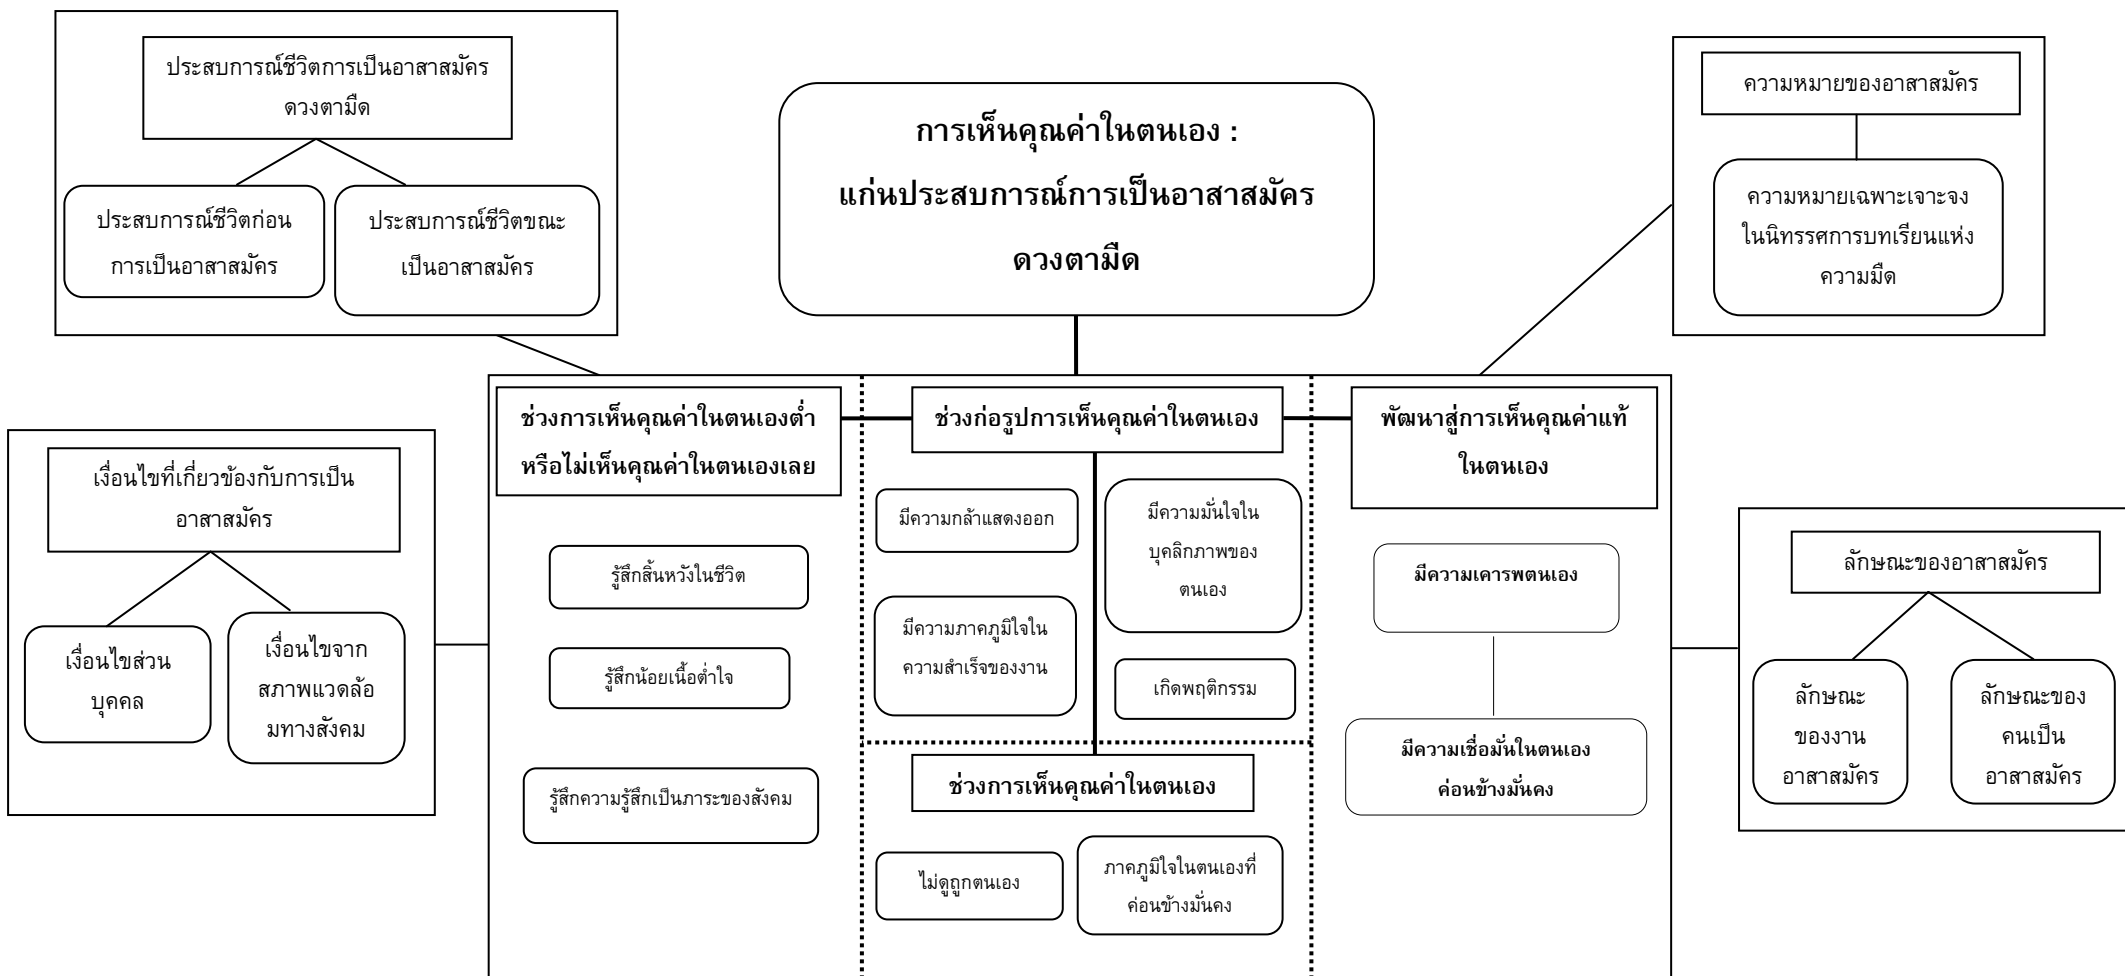 ประสบการณ์ชีวิตการเป็นอาสาสมัคร
ดวงตามืด
ประสบการณ์ชีวิตก่อน
การเป็นอาสาสมัคร
ประสบการณ์ชีวิตขณะ
เป็นอาสาสมัคร
การเห็นคุณค่าในตนเอง :
แก่นประสบการณ์การเป็นอาสาสมัคร
ดวงตามืด
ความหมายของอาสาสมัคร
ความหมายเฉพาะเจาะจง
ในนิทรรศการบทเรียนแห่ง
ความมืด
เงื่อนไขที่เกี่ยวข้องกับการเป็น
อาสาสมัคร
เงื่อนไขส่วน
บุคคล
เงื่อนไขจาก
สภาพแวดล้อ
มทางสังคม
ช่วงการเห็นคุณค่าในตนเองต่ำ
หรือไม่เห็นคุณค่าในตนเองเลย
รู้สึกสิ้นหวังในชีวิต
รู้สึกน้อยเนื้อต่ำใจ
รู้สึกความรู้สึกเป็นภาระของสังคม
ช่วงก่อรูปการเห็นคุณค่าในตนเอง
มีความกล้าแสดงออก
มีความมั่นใจใน
บุคลิกภาพของ
ตนเอง
มีความภาคภูมิใจใน
ความสำเร็จของงาน
เกิดพฤติกรรม
ช่วงการเห็นคุณค่าในตนเอง
ไม่ดูถูกตนเอง
ภาคภูมิใจในตนเองที่
ค่อนข้างมั่นคง
พัฒนาสู่การเห็นคุณค่าแท้
ในตนเอง
มีความเคารพตนเอง
มีความเชื่อมั่นในตนเอง
ค่อนข้างมั่นคง
ลักษณะของอาสาสมัคร
ลักษณะ
ของงาน
อาสาสมัคร
ลักษณะของ
คนเป็น
อาสาสมัคร